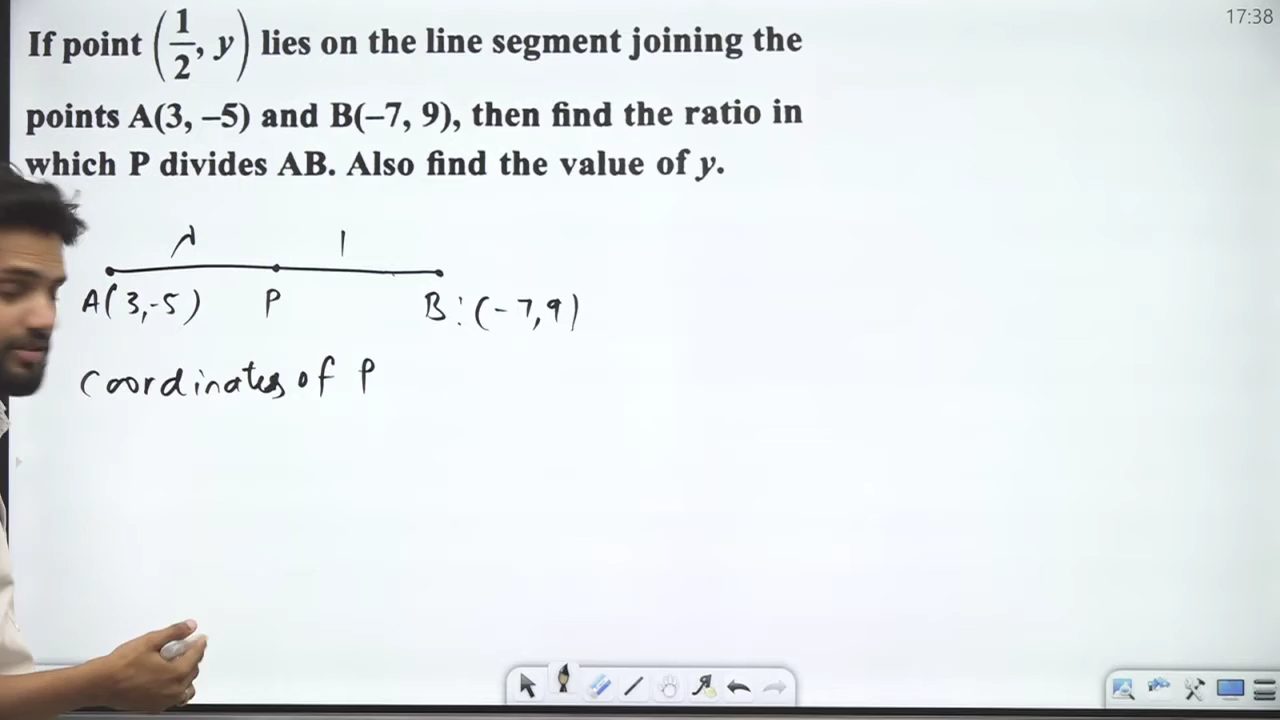 17:38
If point (1/2, y) lies on the line segment joining the
points A(3, –5) and B(–7, 9), then find the ratio in
which P divides AB. Also find the value of y.
λ 1
A(3,-5) P B:(-7,9)
Coordinates of P